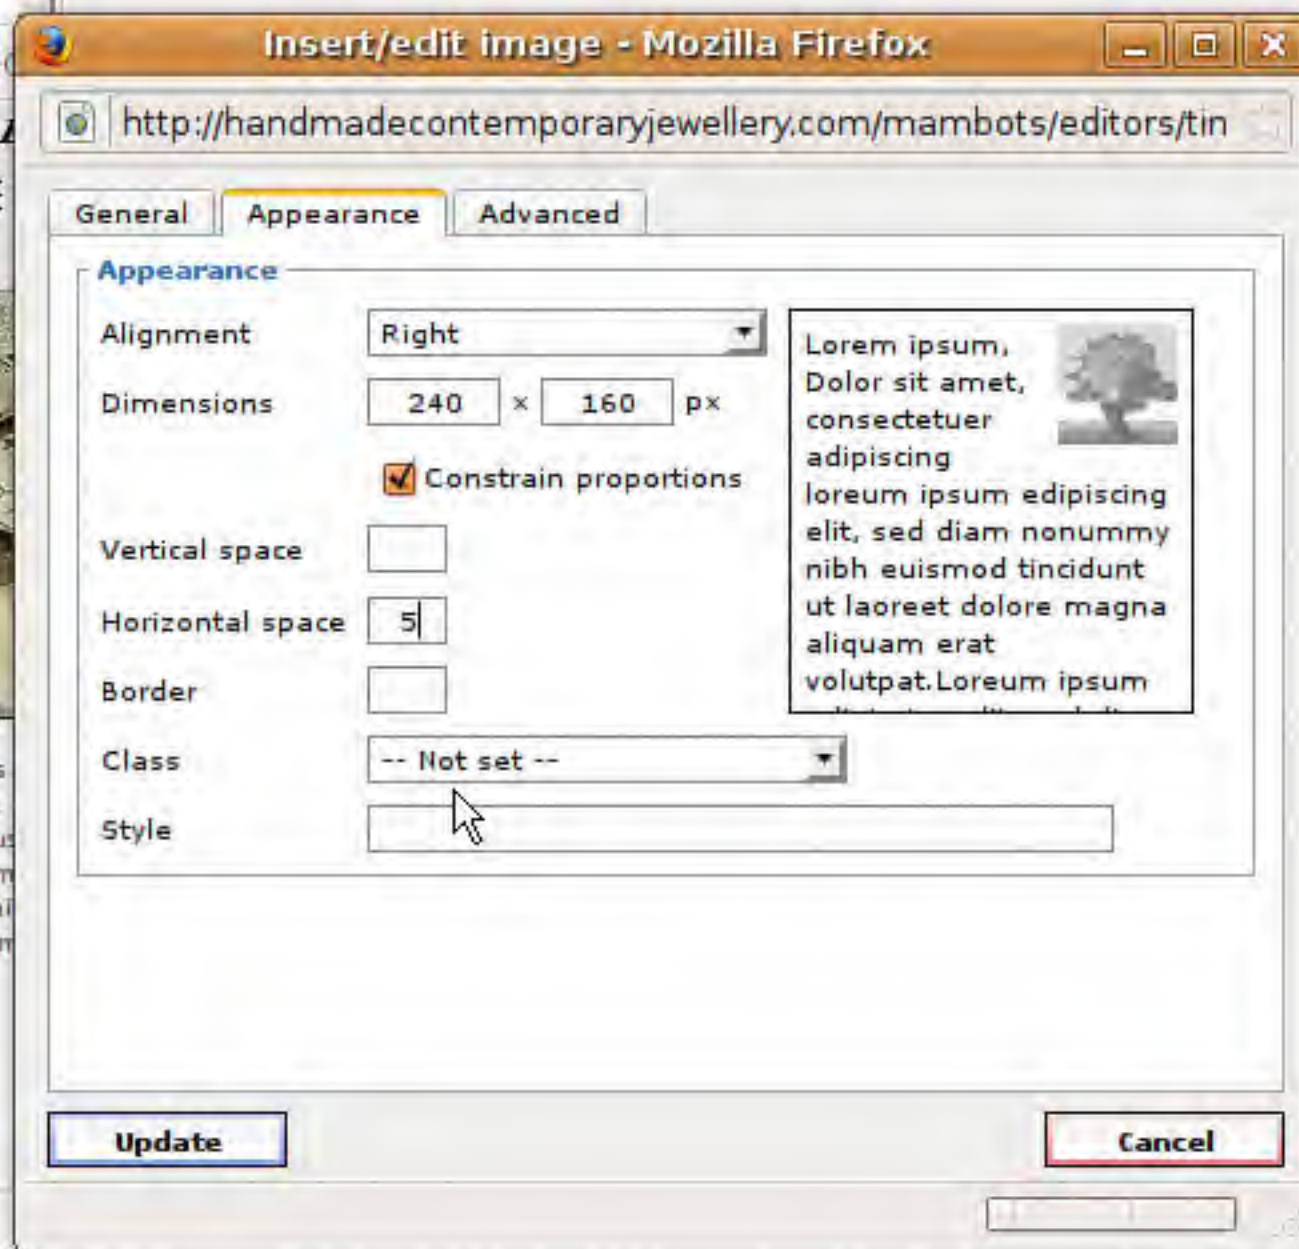 Insert/edit image - Mozilla Firefox
http://handmadecontemporaryjewellery.com/mambots/editors/tin
General Appearance Advanced
Appearance
Alignment Right
Dimensions 240 x 160 px
Constrain proportions
Vertical space
Horizontal space 5
Border
Class -- Not set --
Style
Lorem ipsum,
Dolor sit amet,
consectetuer
adipiscing
loreum ipsum edipiscing
elit, sed diam nonummy
nibh euismod tincidunt
ut laoreet dolore magna
aliquam erat
volutpat.Loreum ipsum
Update Cancel